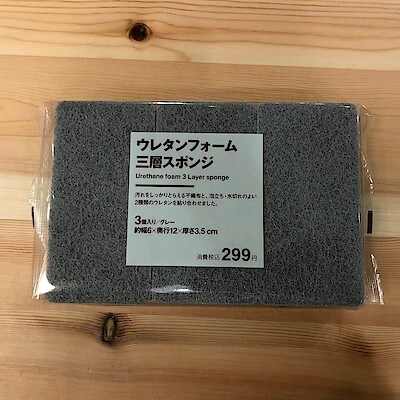 ウレタンフォーム
三層スポンジ
Urethane foam 3 Layer sponge
汚れをしっかりとらえる不織布と、泡立ち・水切れのよい
2種類のウレタンを貼り合わせました。
3個入り/グレー
約幅6×奥行12×厚さ3.5cm
消費税込299円